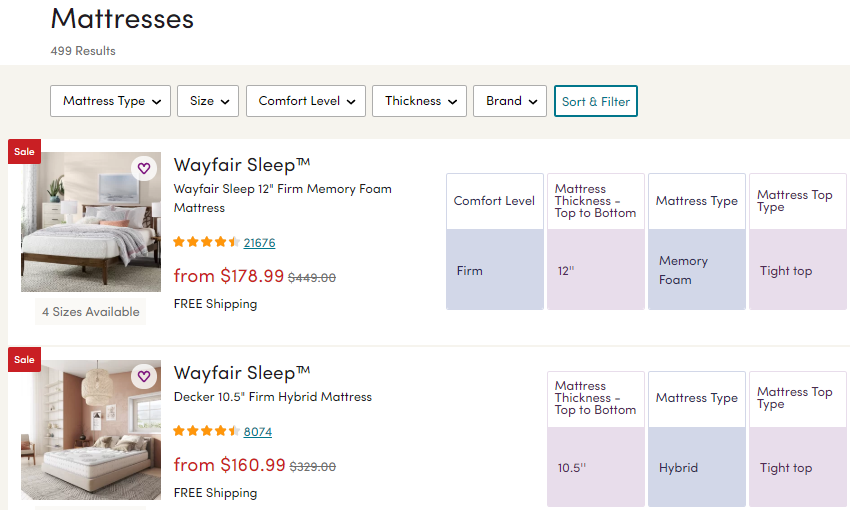 Mattresses
499 Results
Mattress Type
Size
Comfort Level
Thickness
Brand
Sort & Filter
Sale
Wayfair Sleep™
Wayfair Sleep 12" Firm Memory Foam
Mattress
21676
from $178.99 $449.00
FREE Shipping
4 Sizes Available
Comfort Level
Firm
Mattress
Thickness -
Top to Bottom
12''
Mattress Type
Memory
Foam
Mattress Top
Type
Tight top
Sale
Wayfair Sleep™
Decker 10.5" Firm Hybrid Mattress
8074
from $160.99 $329.00
FREE Shipping
Mattress
Thickness -
Top to Bottom
10.5''
Mattress Type
Hybrid
Mattress Top
Type
Tight top